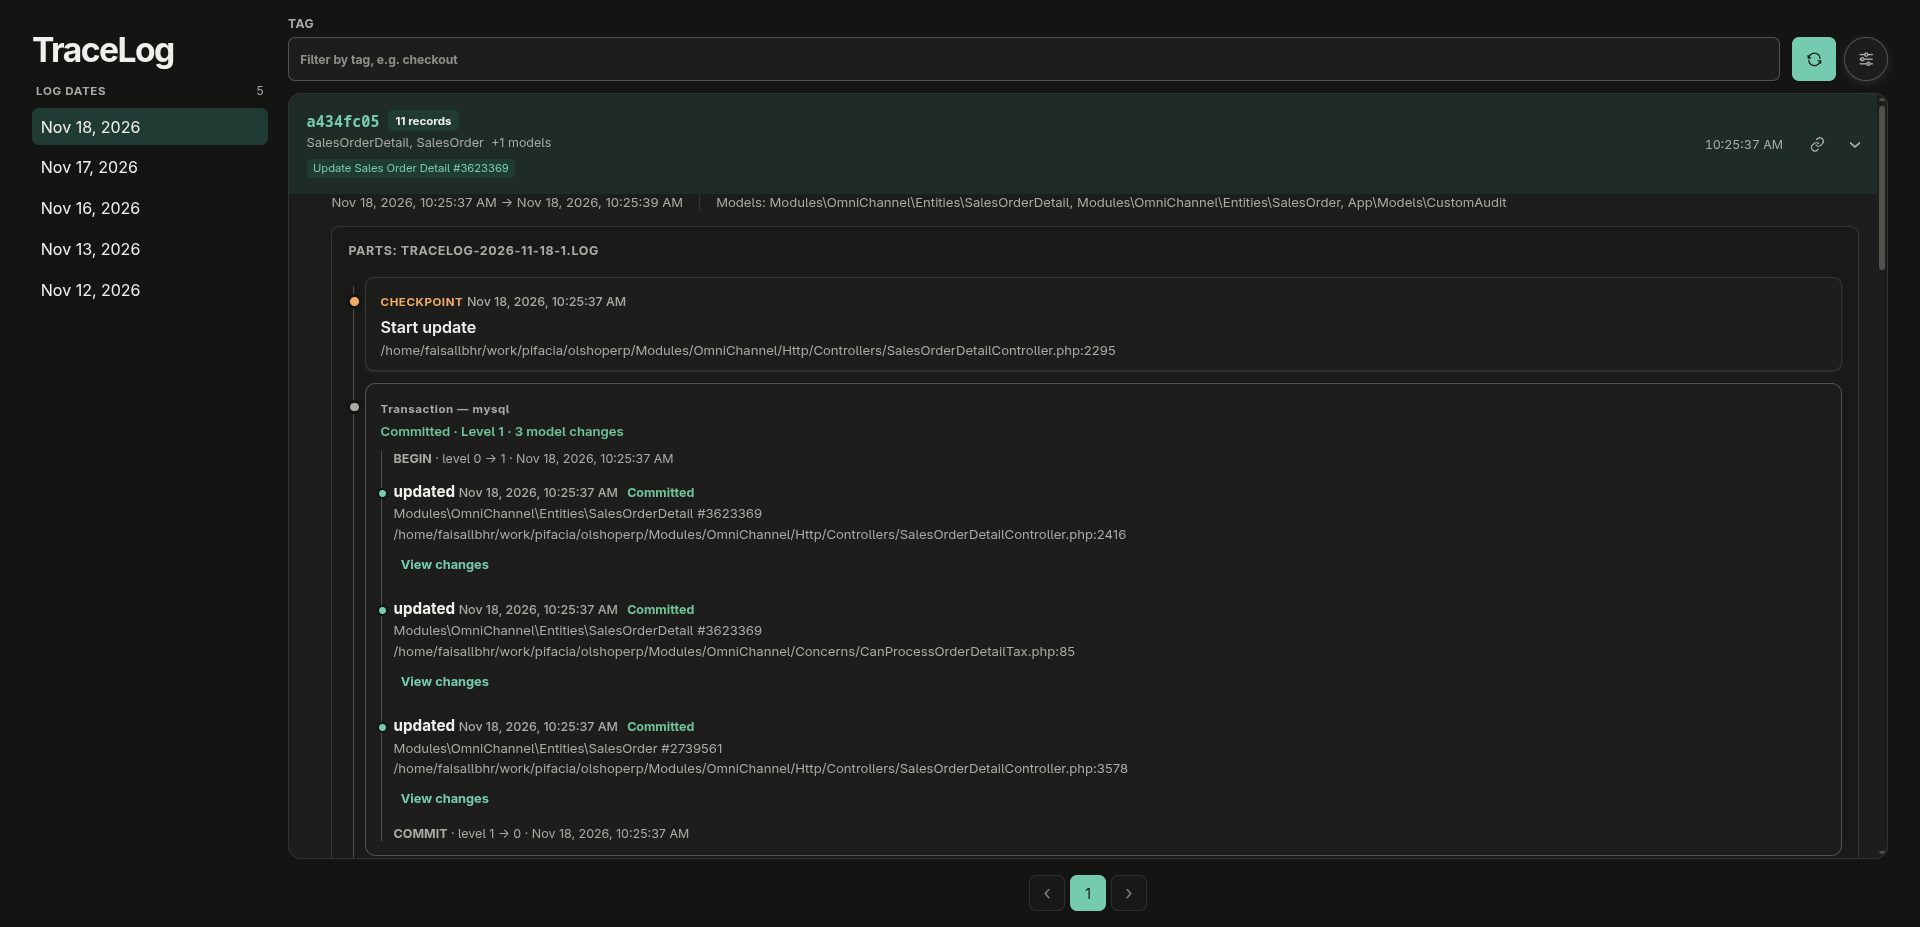 TraceLog
LOG DATES 5
Nov 18, 2026
Nov 17, 2026
Nov 16, 2026
Nov 13, 2026
Nov 12, 2026
TAG
Filter by tag, e.g. checkout
a434fc05 11 records
SalesOrderDetail, SalesOrder +1 models
Update Sales Order Detail #3623369
10:25:37 AM
Nov 18, 2026, 10:25:37 AM → Nov 18, 2026, 10:25:39 AM
Models: Modules\OmniChannel\Entities\SalesOrderDetail, Modules\OmniChannel\Entities\SalesOrder, App\Models\CustomAudit
PARTS: TRACELOG-2026-11-18-1.LOG
CHECKPOINT Nov 18, 2026, 10:25:37 AM
Start update
/home/faisallbhr/work/pifacia/olshoperp/Modules/OmniChannel/Http/Controllers/SalesOrderDetailController.php:2295
Transaction — mysql
Committed · Level 1 · 3 model changes
BEGIN · level 0 → 1 · Nov 18, 2026, 10:25:37 AM
updated Nov 18, 2026, 10:25:37 AM Committed
Modules\OmniChannel\Entities\SalesOrderDetail #3623369
/home/faisallbhr/work/pifacia/olshoperp/Modules/OmniChannel/Http/Controllers/SalesOrderDetailController.php:2416
View changes
updated Nov 18, 2026, 10:25:37 AM Committed
Modules\OmniChannel\Entities\SalesOrderDetail #3623369
/home/faisallbhr/work/pifacia/olshoperp/Modules/OmniChannel/Concerns/CanProcessOrderDetailTax.php:85
View changes
updated Nov 18, 2026, 10:25:37 AM Committed
Modules\OmniChannel\Entities\SalesOrder #2739561
/home/faisallbhr/work/pifacia/olshoperp/Modules/OmniChannel/Http/Controllers/SalesOrderDetailController.php:3578
View changes
COMMIT · level 1 → 0 · Nov 18, 2026, 10:25:37 AM
1